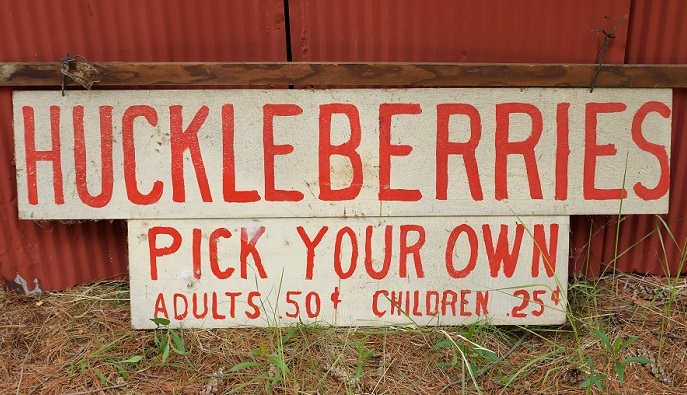 HUCKLEBERRIES
PICK YOUR OWN
ADULTS .50¢ CHILDREN .25¢